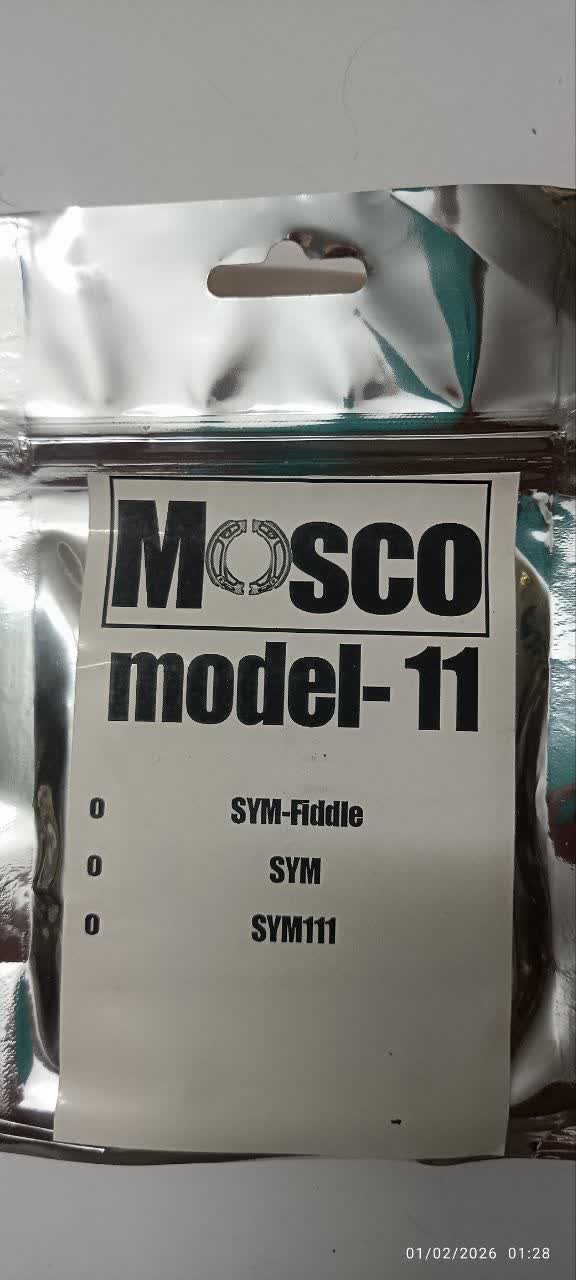 Mosco
model- 11
0 SYM-Fiddle
0 SYM
0 SYM111
01/02/2026 01:28